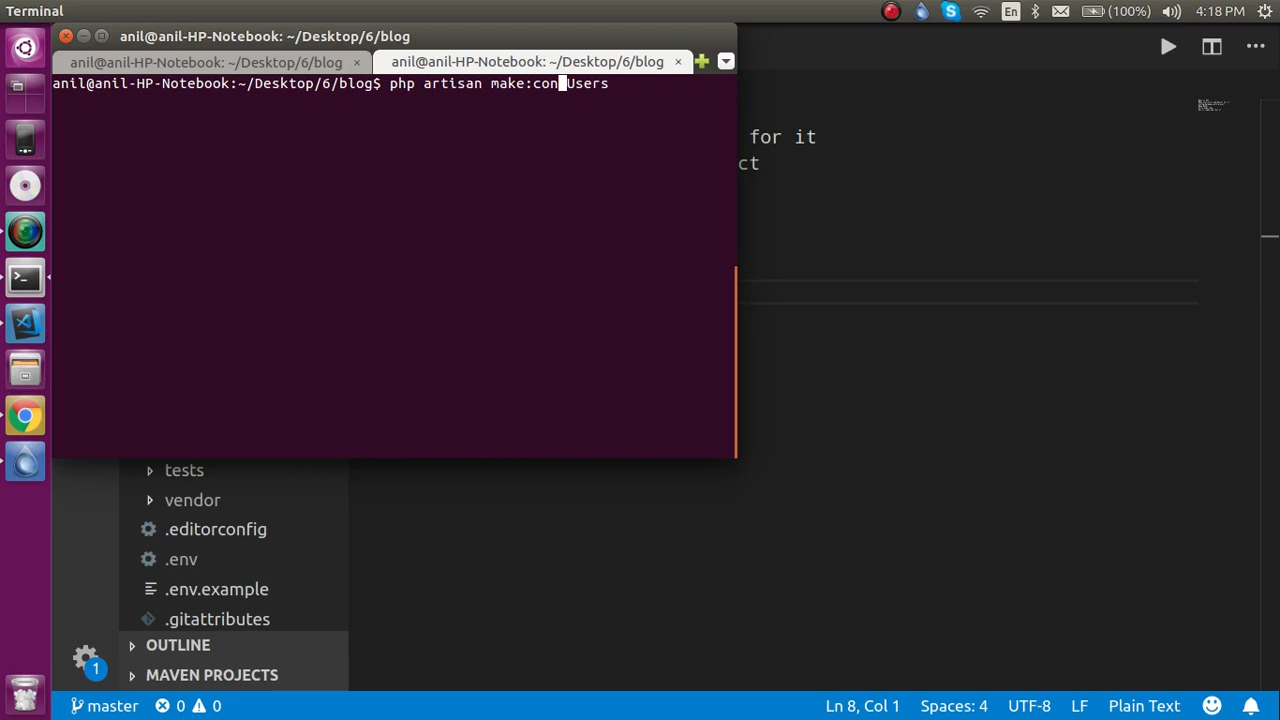 Terminal
En
(100%)
4:18 PM
anil@anil-HP-Notebook: ~/Desktop/6/blog
anil@anil-HP-Notebook: ~/Desktop/6/blog ×
anil@anil-HP-Notebook: ~/Desktop/6/blog ×
anil@anil-HP-Notebook:~/Desktop/6/blog$ php artisan make:con Users
for it
ct
tests
vendor
.editorconfig
.env
.env.example
.gitattributes
OUTLINE
MAVEN PROJECTS
1
master 0 0
Ln 8, Col 1 Spaces: 4 UTF-8 LF Plain Text